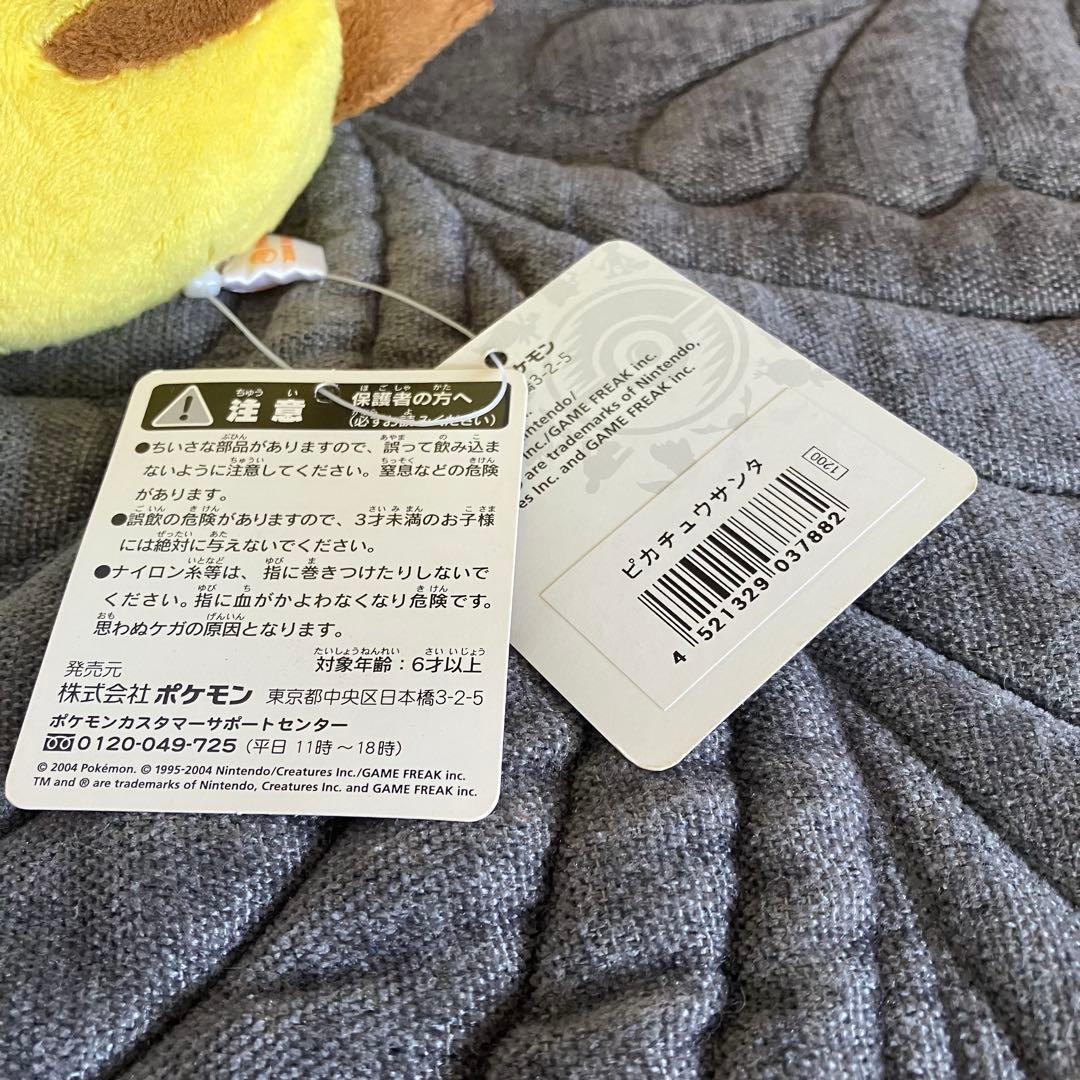 注意 保護者の方へ
(必ずお読みください)
●ちいさな部品がありますので、誤って飲み込ま
ないように注意してください。窒息などの危険
があります。
●誤飲の危険がありますので、3才未満のお子様
には絶対に与えないでください。
●ナイロン糸等は、指に巻きつけたりしないで
ください。指に血がかよわなくなり危険です。
思わぬケガの原因となります。
対象年齢:6才以上
発売元
株式会社 ポケモン 東京都中央区日本橋3-2-5
ポケモンカスタマーサポートセンター
0120-049-725 (平日 11時~18時)
© 2004 Pokémon. © 1995-2004 Nintendo/Creatures Inc./GAME FREAK inc.
TM and ® are trademarks of Nintendo, Creatures Inc. and GAME FREAK inc.
ケモン
3-2-5
Nintendo/
Inc./GAME FREAK inc.
are trademarks of Nintendo,
Inc. and GAME FREAK inc.
1200
ピカチュウサンタ
4 521329 037882